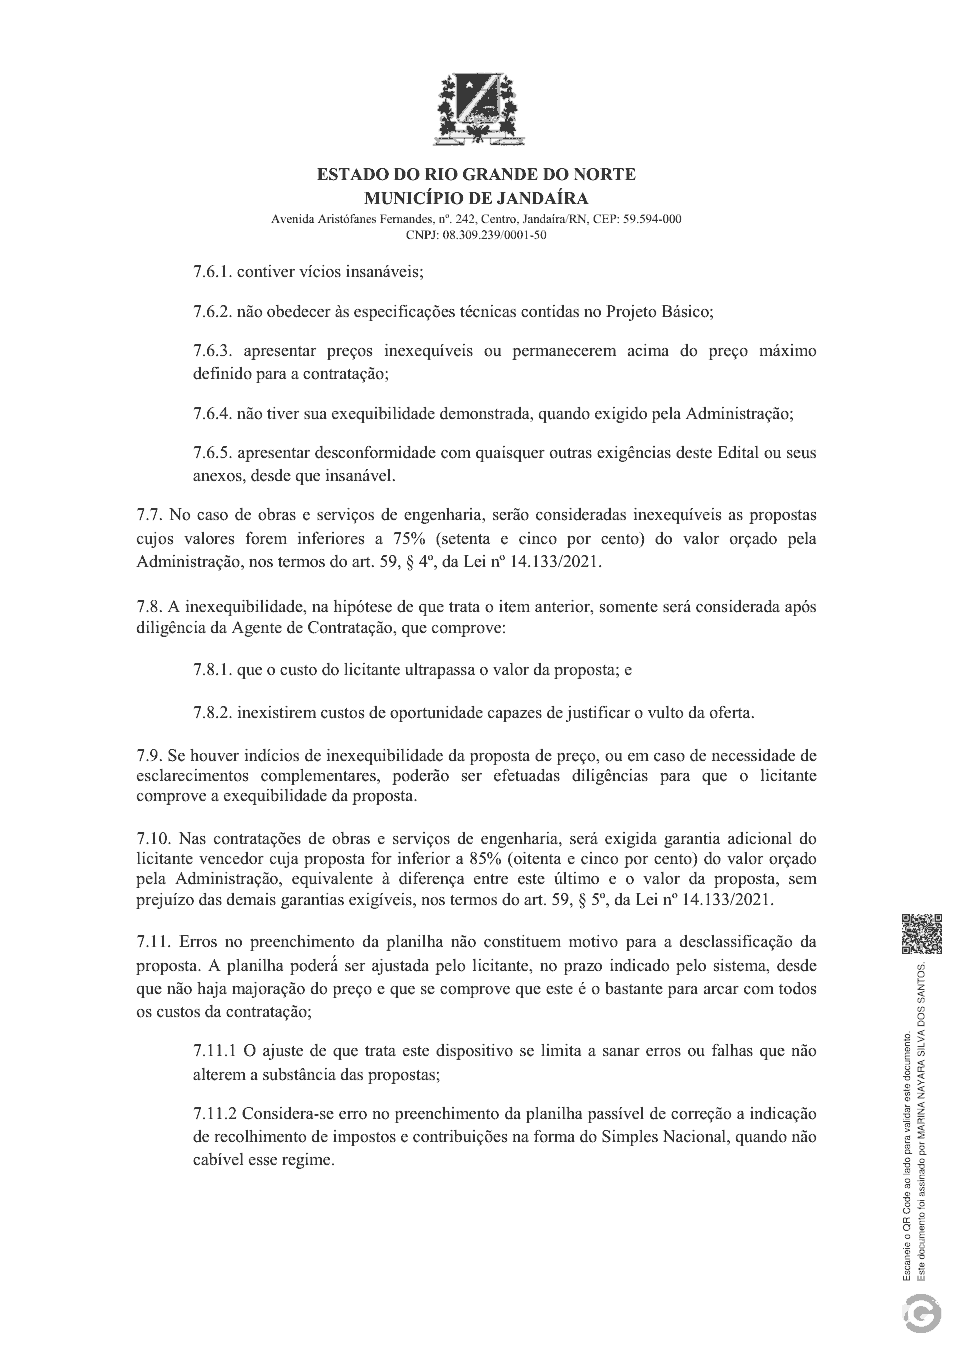 ESTADO DO RIO GRANDE DO NORTE
MUNICÍPIO DE JANDAÍRA
Avenida Aristófanes Fernandes, nº. 242, Centro, Jandaíra/RN, CEP: 59.594-000
CNPJ: 08.309.239/0001-50
7.6.1. contiver vícios insanáveis;
7.6.2. não obedecer às especificações técnicas contidas no Projeto Básico;
7.6.3. apresentar preços inexequíveis ou permanecerem acima do preço máximo
definido para a contratação;
7.6.4. não tiver sua exequibilidade demonstrada, quando exigido pela Administração;
7.6.5. apresentar desconformidade com quaisquer outras exigências deste Edital ou seus
anexos, desde que insanável.
7.7. No caso de obras e serviços de engenharia, serão consideradas inexequíveis as propostas
cujos valores forem inferiores a 75% (setenta e cinco por cento) do valor orçado pela
Administração, nos termos do art. 59, § 4º, da Lei nº 14.133/2021.
7.8. A inexequibilidade, na hipótese de que trata o item anterior, somente será considerada após
diligência da Agente de Contratação, que comprove:
7.8.1. que o custo do licitante ultrapassa o valor da proposta; e
7.8.2. inexistirem custos de oportunidade capazes de justificar o vulto da oferta.
7.9. Se houver indícios de inexequibilidade da proposta de preço, ou em caso de necessidade de
esclarecimentos complementares, poderão ser efetuadas diligências para que o licitante
comprove a exequibilidade da proposta.
7.10. Nas contratações de obras e serviços de engenharia, será exigida garantia adicional do
licitante vencedor cuja proposta for inferior a 85% (oitenta e cinco por cento) do valor orçado
pela Administração, equivalente à diferença entre este último e o valor da proposta, sem
prejuízo das demais garantias exigíveis, nos termos do art. 59, § 5º, da Lei nº 14.133/2021.
7.11. Erros no preenchimento da planilha não constituem motivo para a desclassificação da
proposta. A planilha poderá́ ser ajustada pelo licitante, no prazo indicado pelo sistema, desde
que não haja majoração do preço e que se comprove que este é o bastante para arcar com todos
os custos da contratação;
7.11.1 O ajuste de que trata este dispositivo se limita a sanar erros ou falhas que não
alterem a substância das propostas;
7.11.2 Considera-se erro no preenchimento da planilha passível de correção a indicação
de recolhimento de impostos e contribuições na forma do Simples Nacional, quando não
cabível esse regime.
Escaneie o QR Code ao lado para validar este documento.
Este documento foi assinado por MARINA NAYARA SILVA DOS SANTOS.